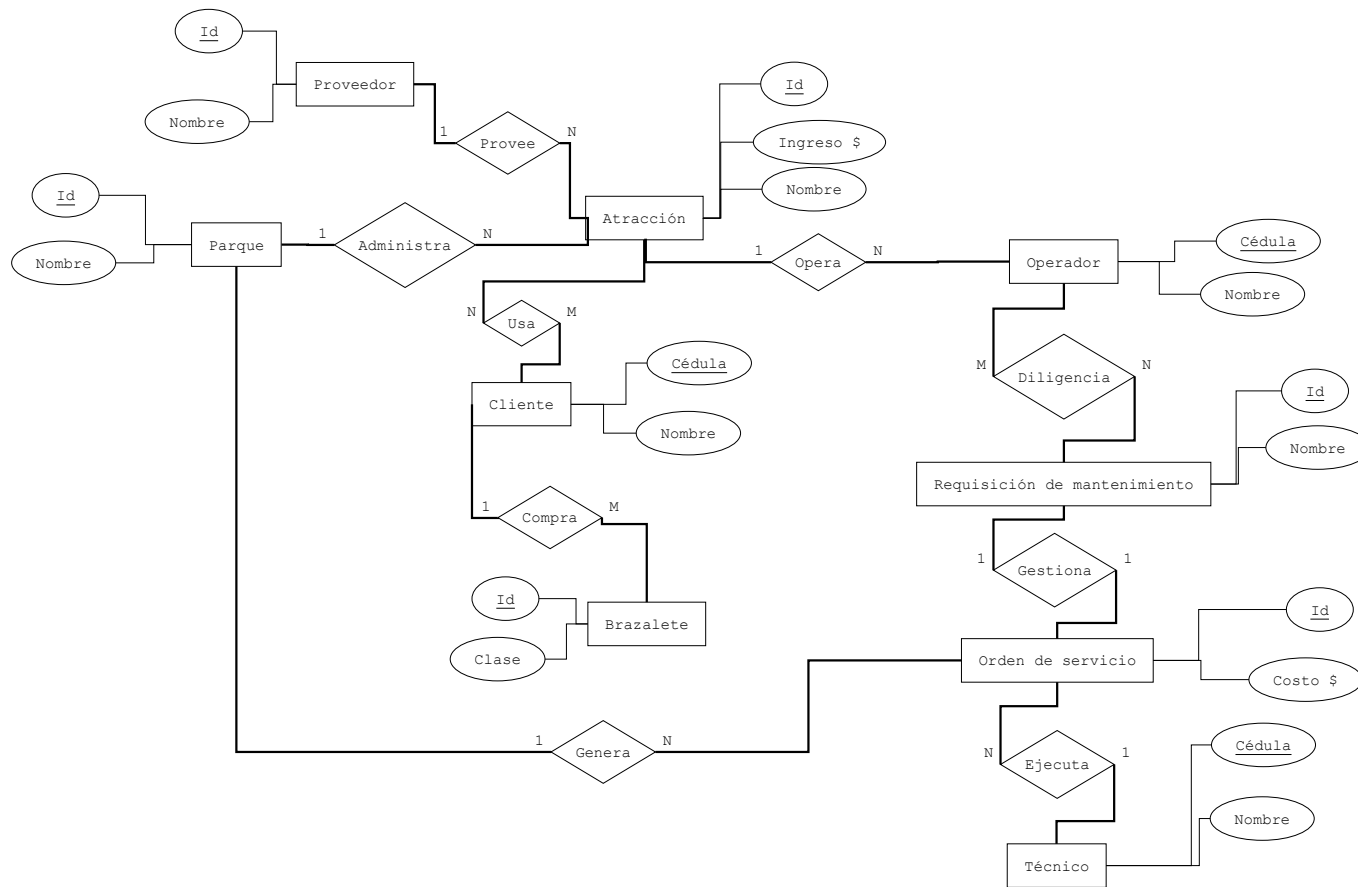 Id
Proveedor
Nombre
1
Provee
N
Id
Ingreso $
Nombre
Atracción
Id
Parque
Nombre
1
Administra
N
1
Opera
N
Operador
Cédula
Nombre
N
Usa
M
Cliente
Cédula
Nombre
M
Diligencia
N
Id
Nombre
Requisición de mantenimiento
1
Compra
M
1
Gestiona
1
Id
Clase
Brazalete
Orden de servicio
Id
Costo $
1
Genera
N
N
Ejecuta
1
Cédula
Nombre
Técnico